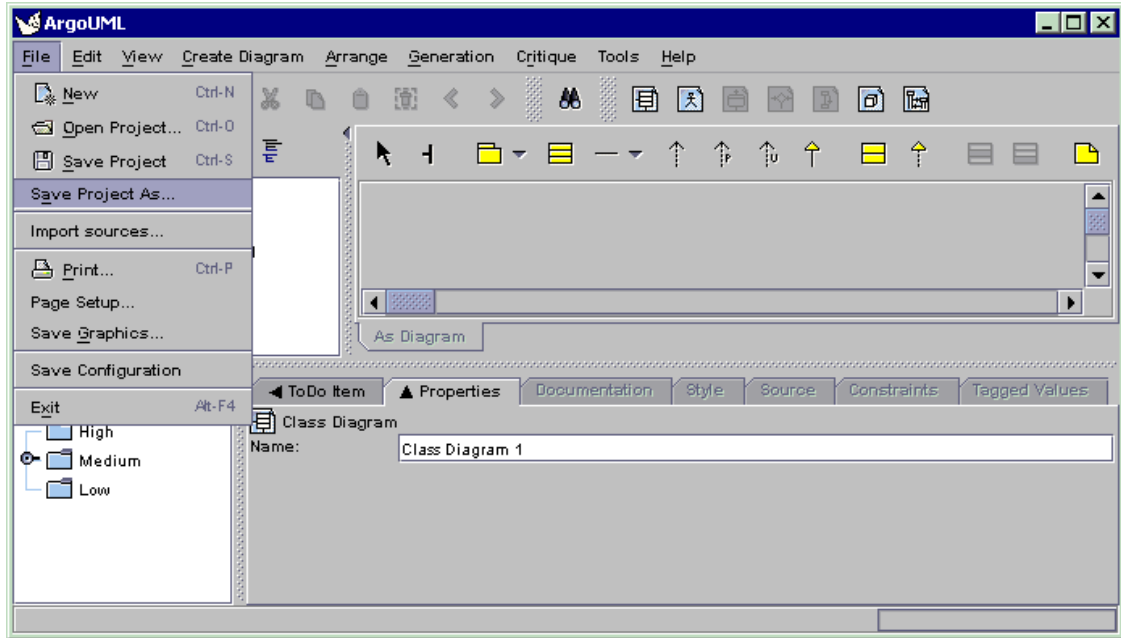 ArgoUML
File Edit View Create Diagram Arrange Generation Critique Tools Help
New Ctrl-N
Open Project... Ctrl-O
Save Project Ctrl-S
Save Project As...
Import sources...
Print... Ctrl-P
Page Setup...
Save Graphics...
As Diagram
Save Configuration
ToDo Item Properties Documentation Style Source Constraints Tagged Values
Exit Alt-F4
Class Diagram
High
Name: Class Diagram 1
Medium
Low